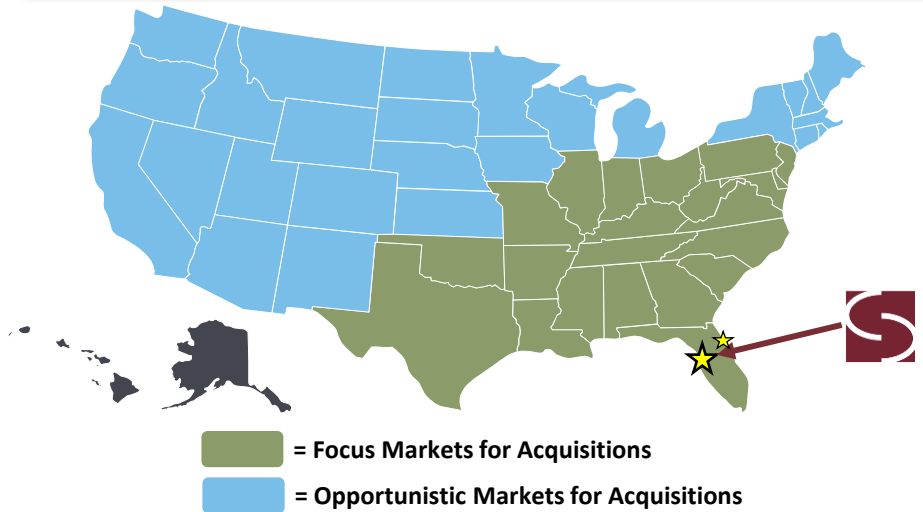 S
= Focus Markets for Acquisitions
= Opportunistic Markets for Acquisitions